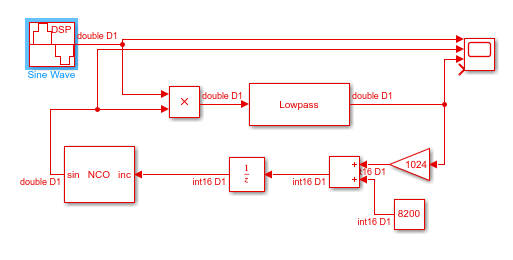 DSP
double D1
Sine Wave
×
double D1
Lowpass
double D1
sin NCO inc
double D1
int16 D1
1
z
int16 D1
+
+
t16 D1
1024
8200
int16 D1